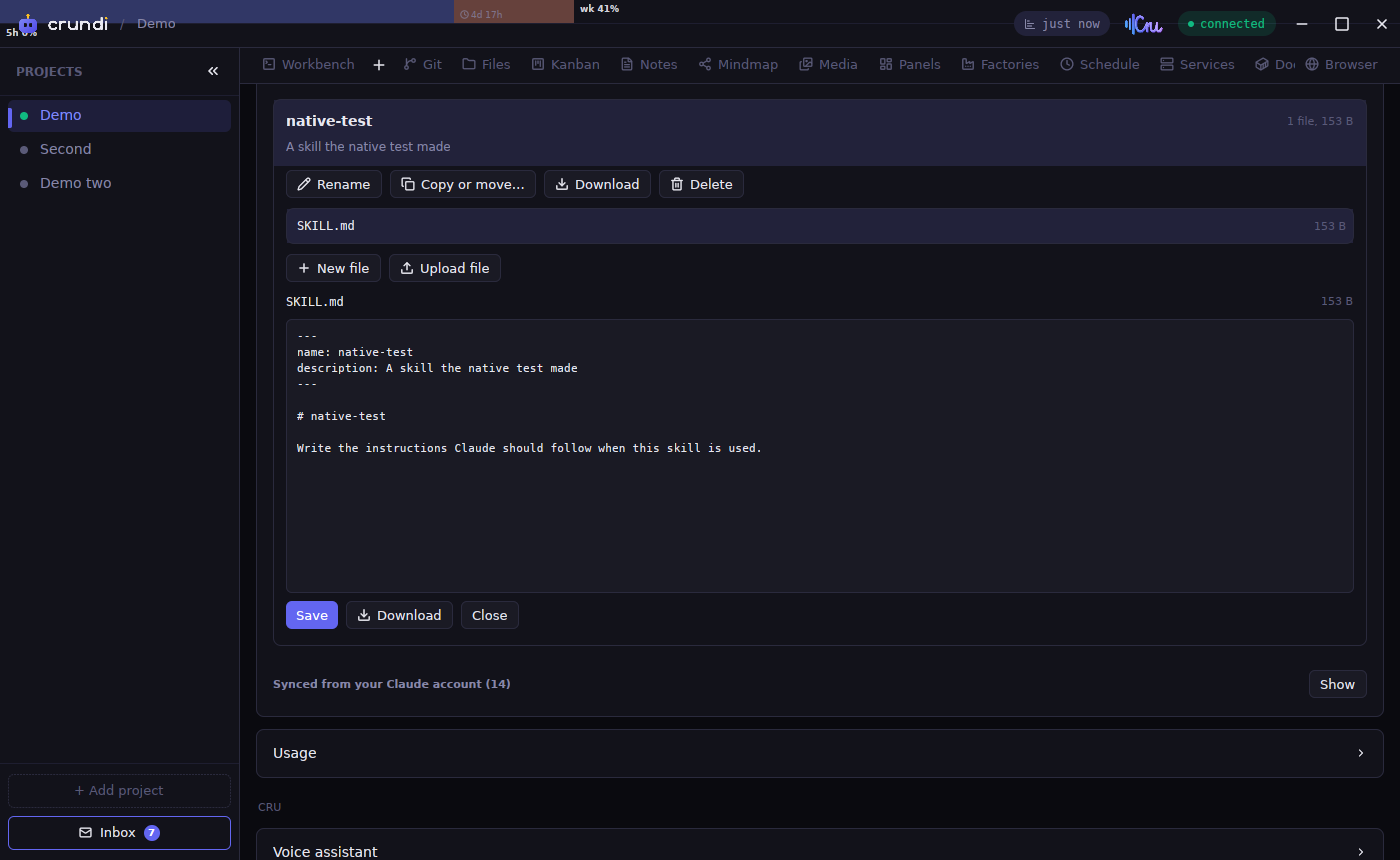 4d 17h
wk 41%
crundi / Demo
just now
Cru
connected
PROJECTS
Workbench
Git
Files
Kanban
Notes
Mindmap
Media
Panels
Factories
Schedule
Services
Browser
Demo
Second
Demo two
native-test
1 file, 153 B
A skill the native test made
Rename
Copy or move...
Download
Delete
SKILL.md
153 B
+ New file
Upload file
SKILL.md
153 B
---
name: native-test
description: A skill the native test made
---
# native-test
Write the instructions Claude should follow when this skill is used.
Save
Download
Close
Synced from your Claude account (14)
Show
Usage
CRU
Voice assistant
+ Add project
Inbox 7